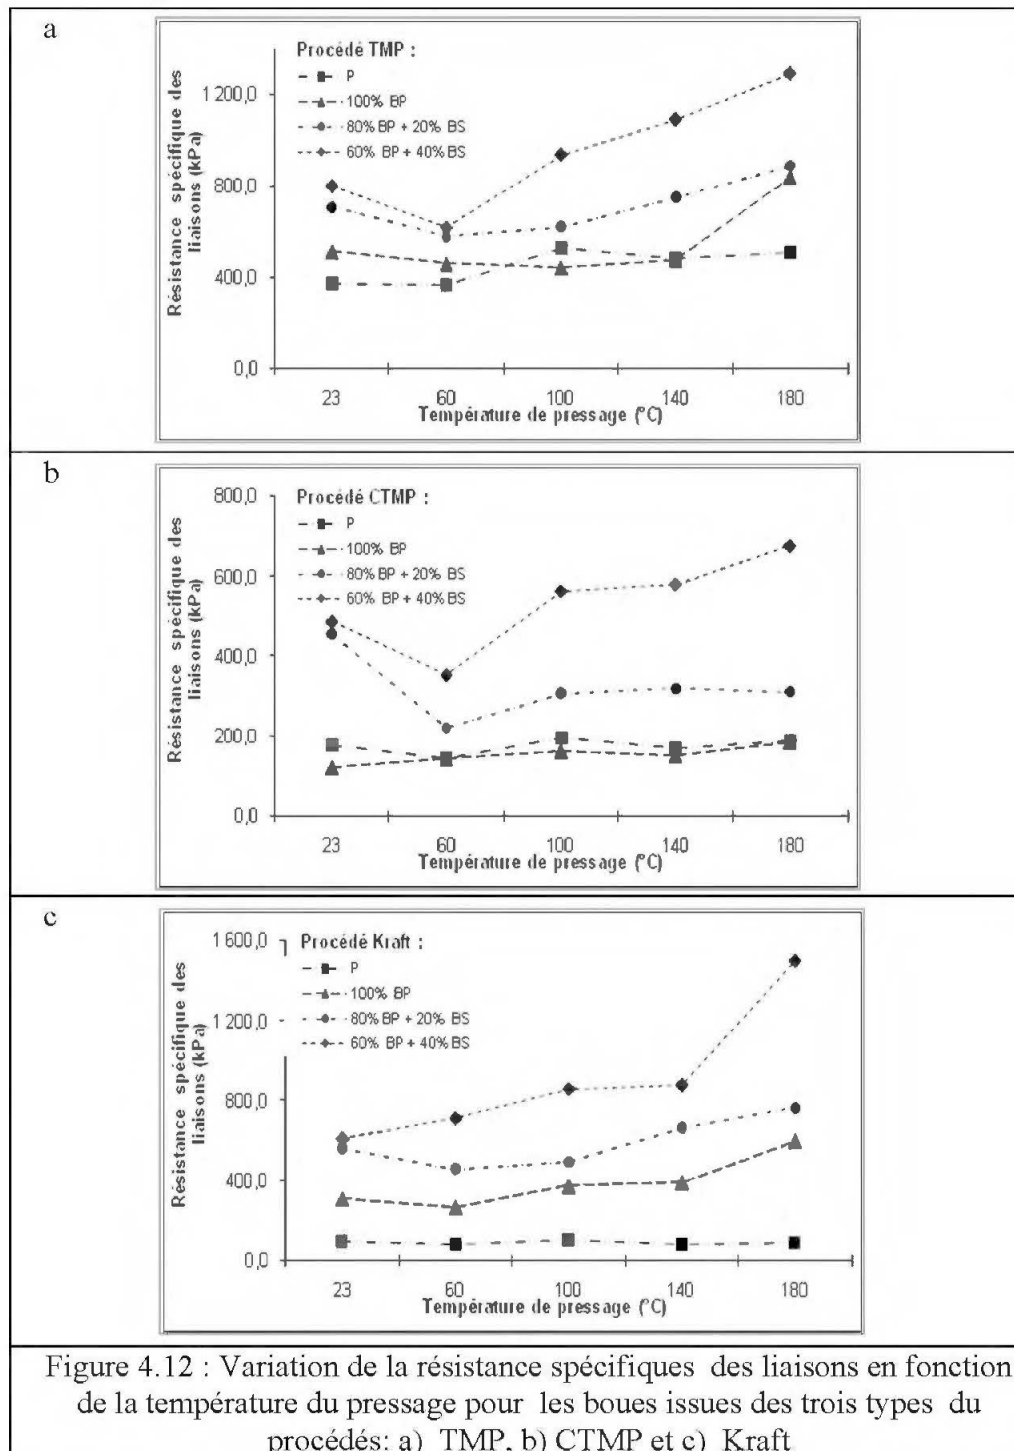 a
Procédé TMP :
P
100% BP
80% BP + 20% BS
60% BP + 40% BS
Résistance spécifique des
liaisons (kPa)
1 200,0
800,0
400,0
0,0
23 60 100 140 180
Température de pressage (°C)
b
Procédé CTMP :
P
100% BP
80% BP + 20% BS
60% BP + 40% BS
Résistance spécifique des
liaisons (kPa)
800,0
600,0
400,0
200,0
0,0
23 60 100 140 180
Température de pressage (°C)
c
Procédé Kraft :
P
100% BP
80% BP + 20% BS
60% BP + 40% BS
Résistance spécifique des
liaisons (kPa)
1 600,0
1 200,0
800,0
400,0
0,0
23 60 100 140 180
Température de pressage (°C)
Figure 4.12 : Variation de la résistance spécifiques des liaisons en fonction
de la température du pressage pour les boues issues des trois types du
procédés: a) TMP, b) CTMP et c) Kraft